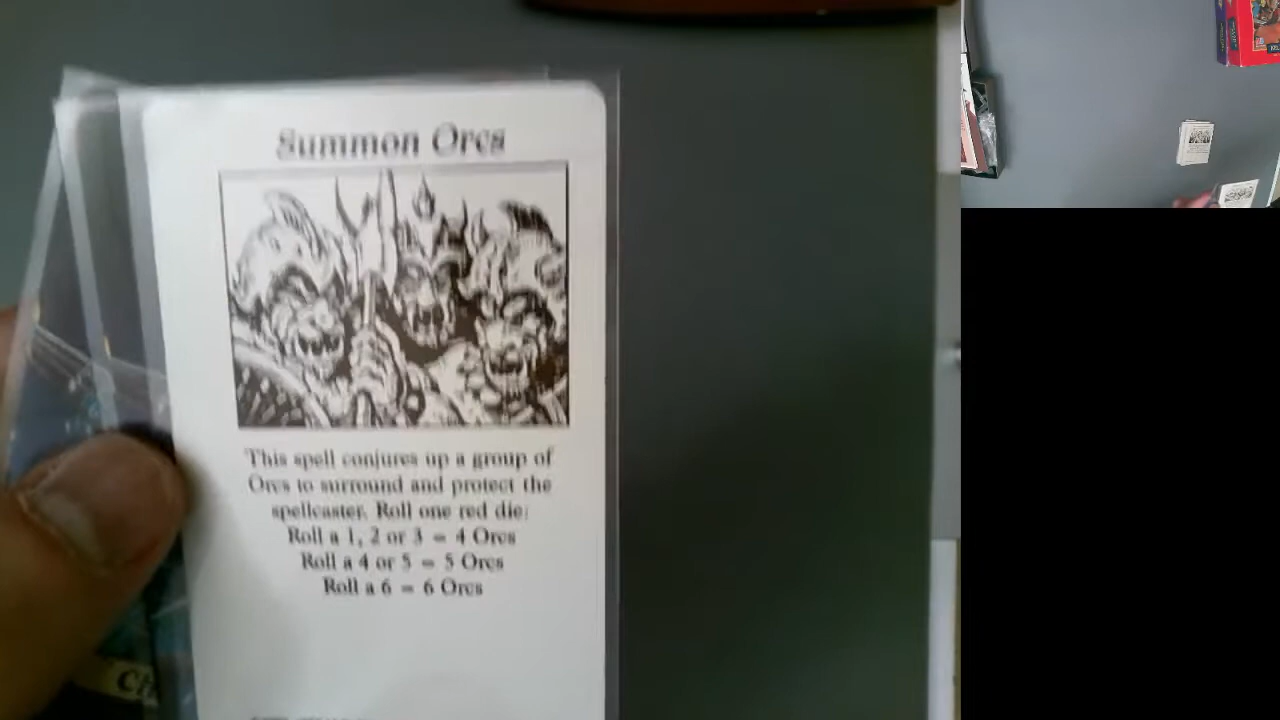 Summon Orcs
This spell conjures up a group of
Orcs to surround and protect the
spellcaster. Roll one red die:
Roll a 1, 2 or 3 = 4 Orcs
Roll a 4 or 5 = 5 Orcs
Roll a 6 = 6 Orcs